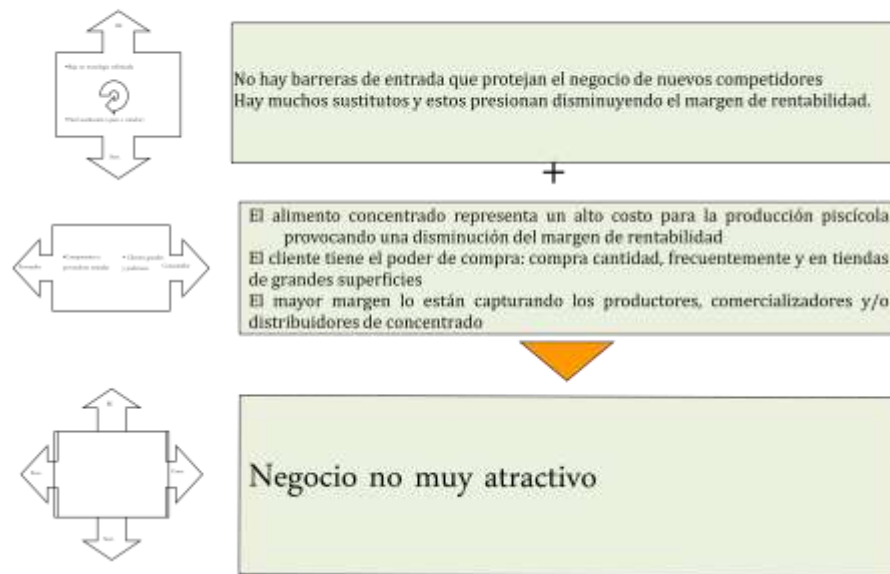 No hay barreras de entrada que protejan el negocio de nuevos competidores
Hay muchos sustitutos y estos presionan disminuyendo el margen de rentabilidad.
+
El alimento concentrado representa un alto costo para la producción piscícola
provocando una disminución del margen de rentabilidad
El cliente tiene el poder de compra: compra cantidad, frecuentemente y en tiendas
de grandes superficies
El mayor margen lo están capturando los productores, comercializadores y/o
distribuidores de concentrado
Negocio no muy atractivo